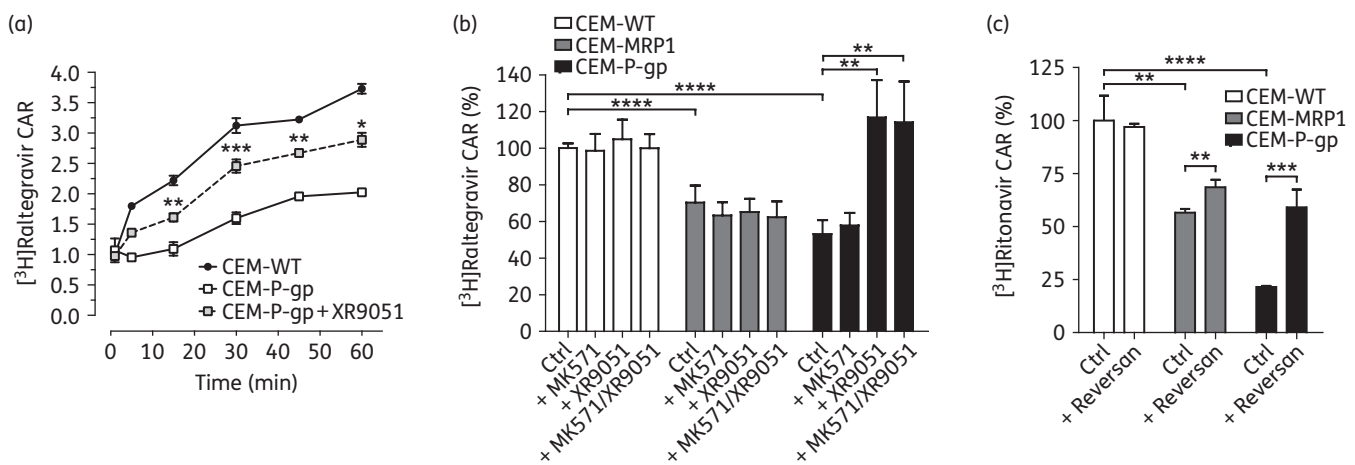 (a)
[³H]Raltegravir CAR
4.0
3.5
3.0
2.5
2.0
1.5
1.0
0.5
0.0
**
***
**
*
CEM-WT
CEM-P-gp
CEM-P-gp + XR9051
0 10 20 30 40 50 60
Time (min)
(b)
CEM-WT
CEM-MRP1
CEM-P-gp
[³H]Raltegravir CAR (%)
140
120
100
80
60
40
20
0
**
**
****
****
Ctrl
+ MK571
+ XR9051
+ MK571/XR9051
Ctrl
+ MK571
+ XR9051
+ MK571/XR9051
Ctrl
+ MK571
+ XR9051
+ MK571/XR9051
(c)
[³H]Ritonavir CAR (%)
125
100
75
50
25
0
****
**
CEM-WT
CEM-MRP1
CEM-P-gp
**
***
Ctrl
+ Reversan
Ctrl
+ Reversan
Ctrl
+ Reversan